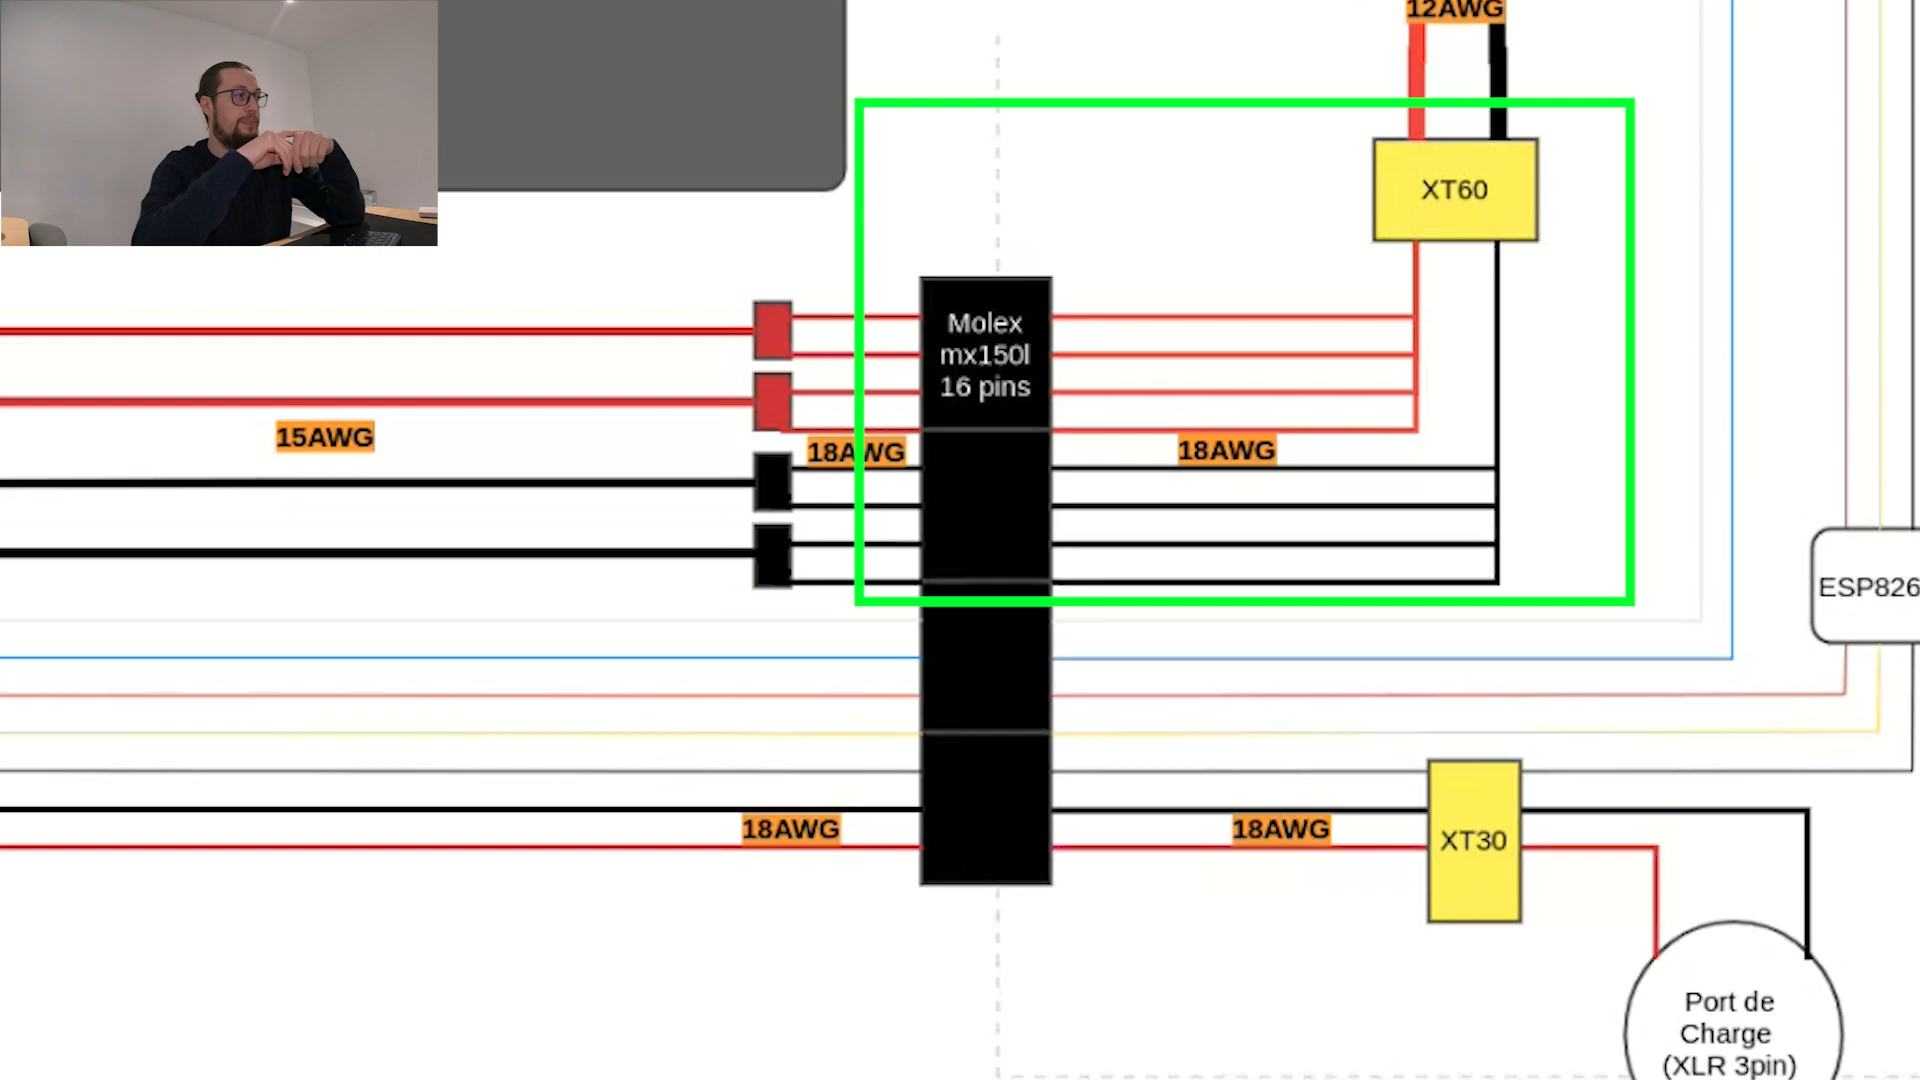 12AWG
XT60
Molex
mx150l
16 pins
15AWG
18AWG
18AWG
ESP826
18AWG
18AWG
XT30
Port de
Charge
(XLR 3pin)